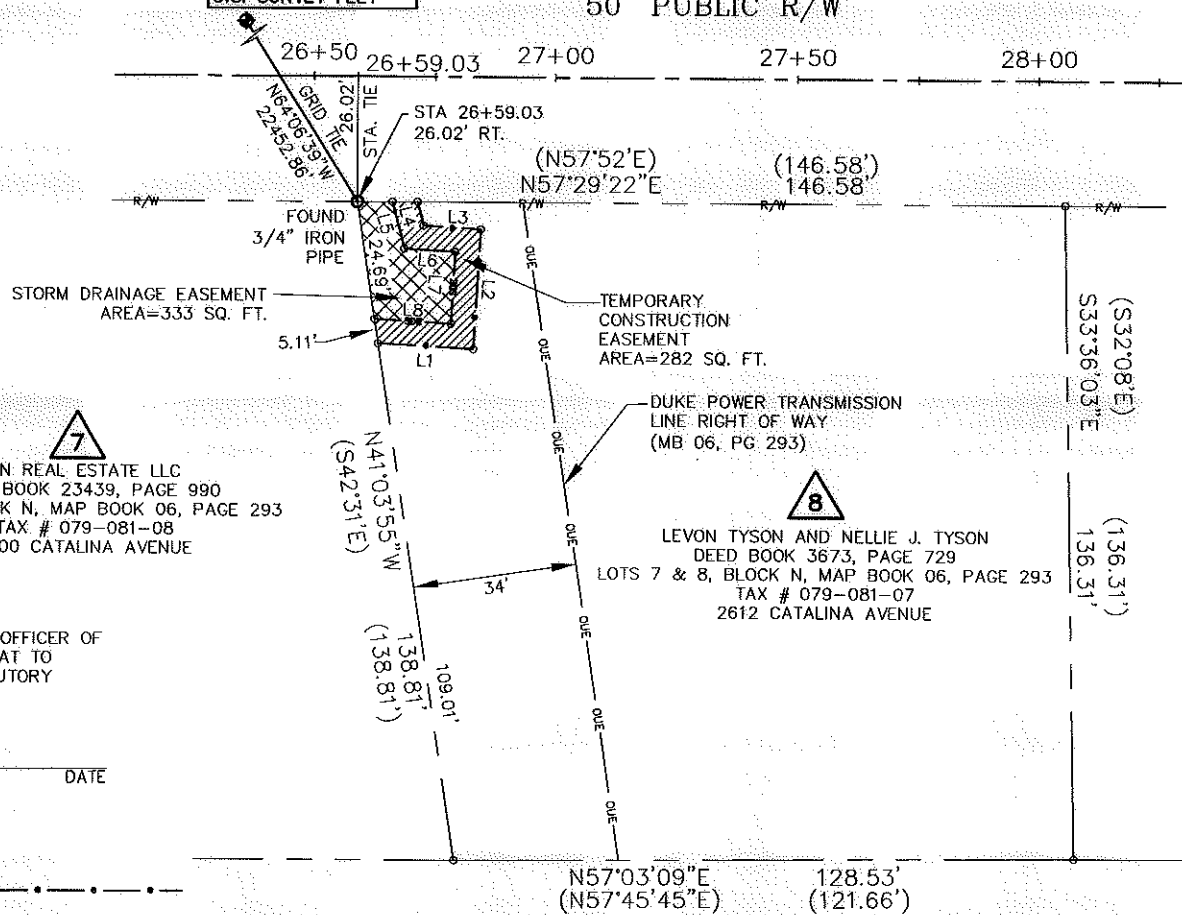 U.S. SURVEY FEET
50' PUBLIC R/W
26+50
26+59.03
27+00
27+50
28+00
GRID TIE
N64°06'39"W
22452.86'
26.02'
STA. TIE
STA 26+59.03
26.02' RT.
(N57°52'E)
N57°29'22"E
(146.58')
146.58'
R/W
R/W
R/W
R/W
FOUND
3/4" IRON
PIPE
L5
L4
L3
24.69'
L6
L7
L2
L8
L1
STORM DRAINAGE EASEMENT
AREA=333 SQ. FT.
5.11'
TEMPORARY
CONSTRUCTION
EASEMENT
AREA=282 SQ. FT.
OUE
OUE
OUE
OUE
OUE
OUE
OUE
DUKE POWER TRANSMISSION
LINE RIGHT OF WAY
(MB 06, PG 293)
(S32°08'E)
S33°36'03"E
(136.31')
136.31'
7
N REAL ESTATE LLC
BOOK 23439, PAGE 990
K N, MAP BOOK 06, PAGE 293
TAX # 079-081-08
00 CATALINA AVENUE
N41°03'55"W
(S42°31'E)
34'
8
LEVON TYSON AND NELLIE J. TYSON
DEED BOOK 3673, PAGE 729
LOTS 7 & 8, BLOCK N, MAP BOOK 06, PAGE 293
TAX # 079-081-07
2612 CATALINA AVENUE
OFFICER OF
AT TO
UTORY
109.01'
138.81'
(138.81')
DATE
N57°03'09"E
(N57°45'45"E)
128.53'
(121.66')